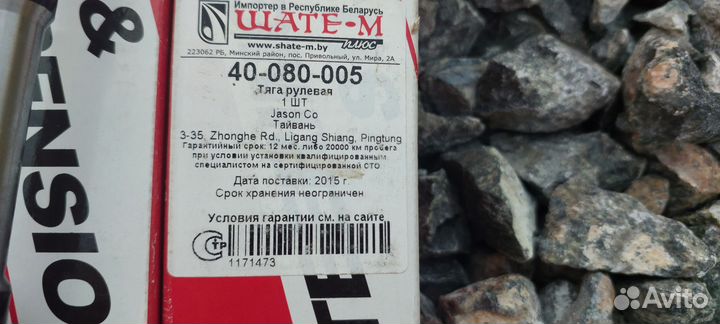 Импортер в Республике Беларусь
ШАТЕ-М
плюс
www.shate-m.by
223062 РБ, Минский район, пос. Привольный, ул. Мира, 2А
40-080-005
Тяга рулевая
1 ШТ
Jason Co
Тайвань
3-35, Zhonghe Rd., Ligang Shiang, Pingtung
Гарантийный срок: 12 мес. либо 20000 км пробега
при условии установки квалифицированным
специалистом на сертифицированной СТО.
Дата поставки: 2015 г.
Срок хранения неограничен
Условия гарантии см. на сайте
СТР
1171473
&
ENSIO
TE
Avito